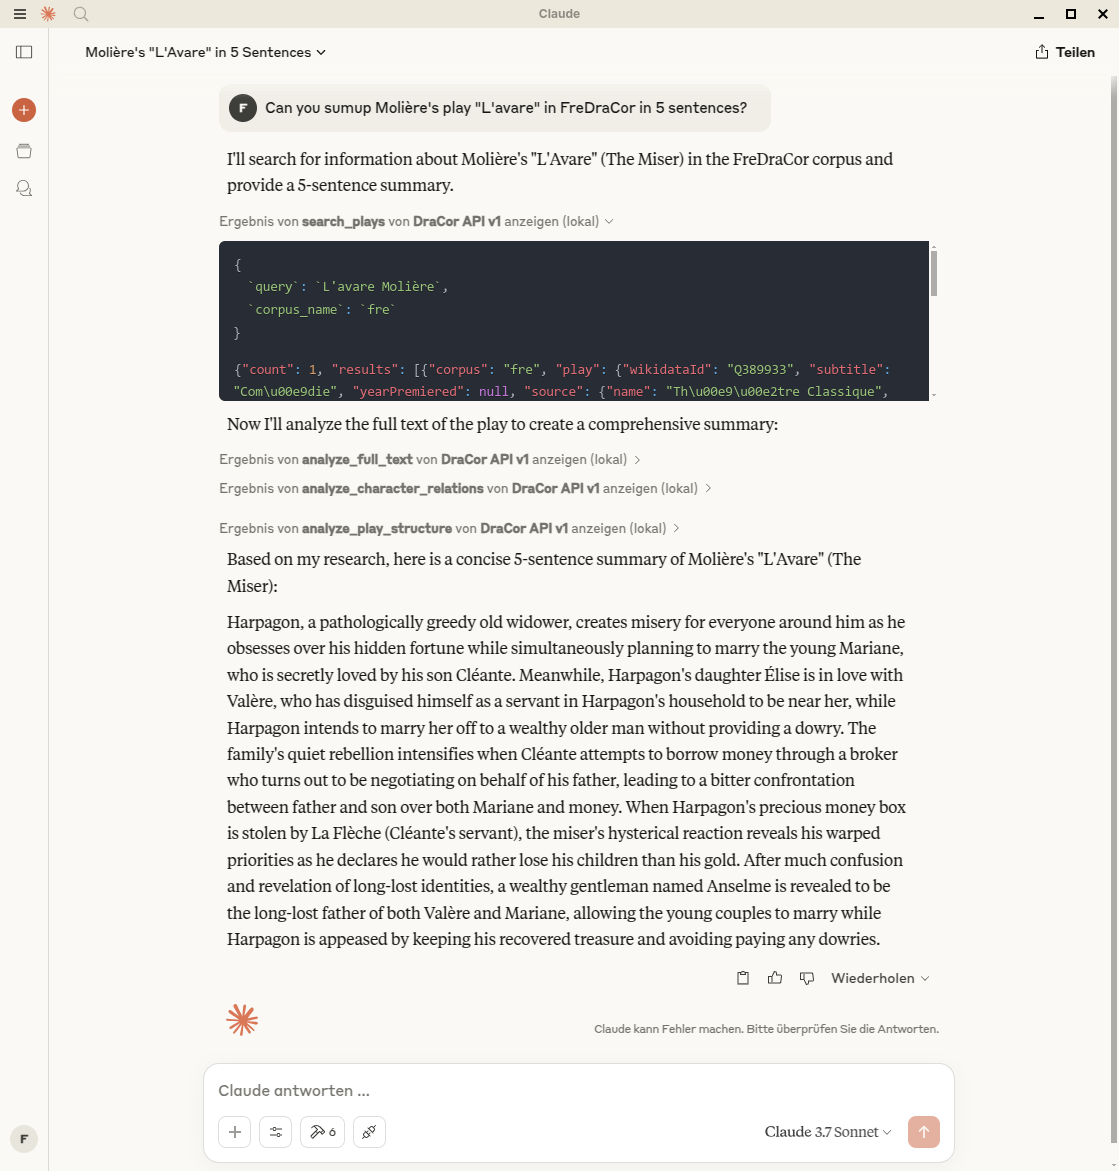 Claude
Molière's "L'Avare" in 5 Sentences
Teilen
F
Can you sumup Molière's play "L'avare" in FreDraCor in 5 sentences?
I'll search for information about Molière's "L'Avare" (The Miser) in the FreDraCor corpus and
provide a 5-sentence summary.
Ergebnis von search_plays von DraCor API v1 anzeigen (lokal)
{
`query`: `L'avare Molière`,
`corpus_name`: `fre`
}
{"count": 1, "results": [{"corpus": "fre", "play": {"wikidataId": "Q389933", "subtitle":
"Com\u00e9die", "yearPremiered": null, "source": {"name": "Th\u00e9\u00e2tre Classique",
Now I'll analyze the full text of the play to create a comprehensive summary:
Ergebnis von analyze_full_text von DraCor API v1 anzeigen (lokal)
Ergebnis von analyze_character_relations von DraCor API v1 anzeigen (lokal)
Ergebnis von analyze_play_structure von DraCor API v1 anzeigen (lokal)
Based on my research, here is a concise 5-sentence summary of Molière's "L'Avare" (The
Miser):
Harpagon, a pathologically greedy old widower, creates misery for everyone around him as he
obsesses over his hidden fortune while simultaneously planning to marry the young Mariane,
who is secretly loved by his son Cléante. Meanwhile, Harpagon's daughter Élise is in love with
Valère, who has disguised himself as a servant in Harpagon's household to be near her, while
Harpagon intends to marry her off to a wealthy older man without providing a dowry. The
family's quiet rebellion intensifies when Cléante attempts to borrow money through a broker
who turns out to be negotiating on behalf of his father, leading to a bitter confrontation
between father and son over both Mariane and money. When Harpagon's precious money box
is stolen by La Flèche (Cléante's servant), the miser's hysterical reaction reveals his warped
priorities as he declares he would rather lose his children than his gold. After much confusion
and revelation of long-lost identities, a wealthy gentleman named Anselme is revealed to be
the long-lost father of both Valère and Mariane, allowing the young couples to marry while
Harpagon is appeased by keeping his recovered treasure and avoiding paying any dowries.
Wiederholen
Claude kann Fehler machen. Bitte überprüfen Sie die Antworten.
Claude antworten ...
6
Claude 3.7 Sonnet
F